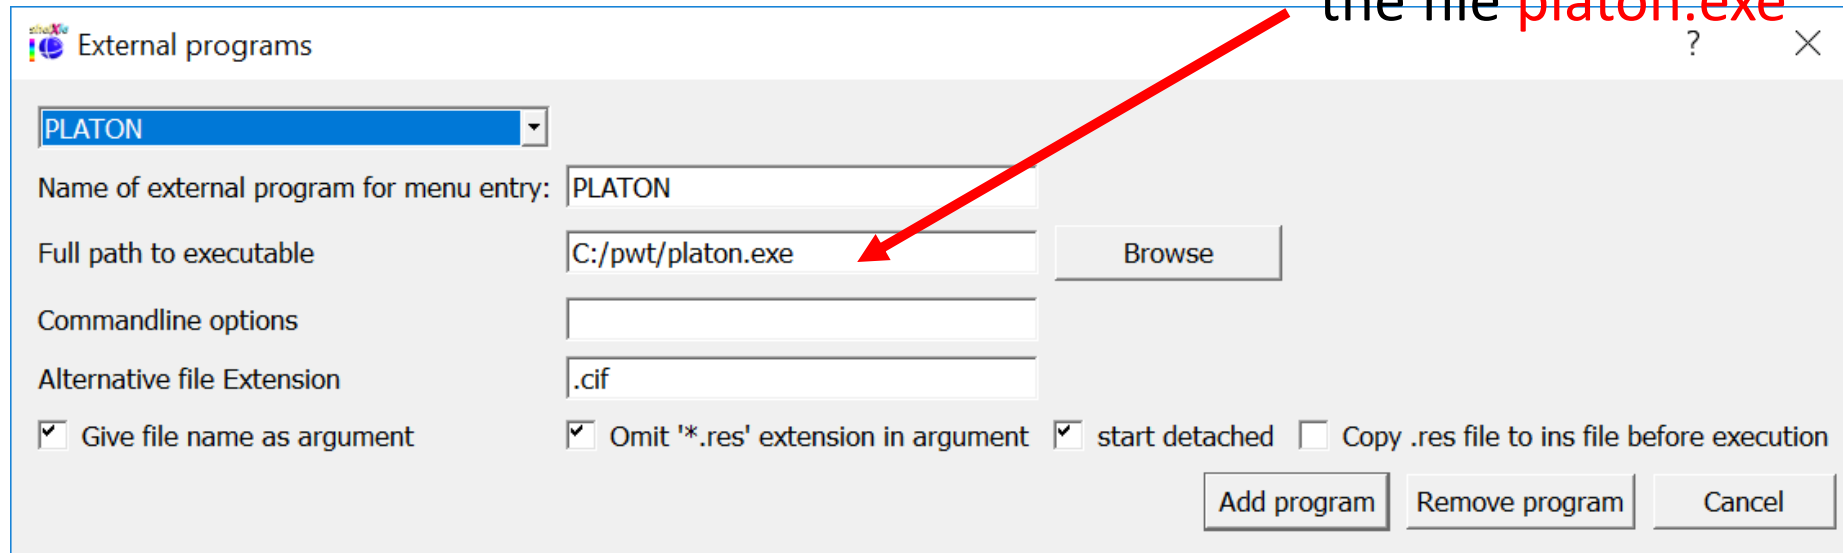 the file platon.exe
shelXle
External programs
?
PLATON
Name of external program for menu entry: PLATON
Full path to executable C:/pwt/platon.exe Browse
Commandline options
Alternative file Extension .cif
Give file name as argument Omit '*.res' extension in argument start detached Copy .res file to ins file before execution
Add program Remove program Cancel